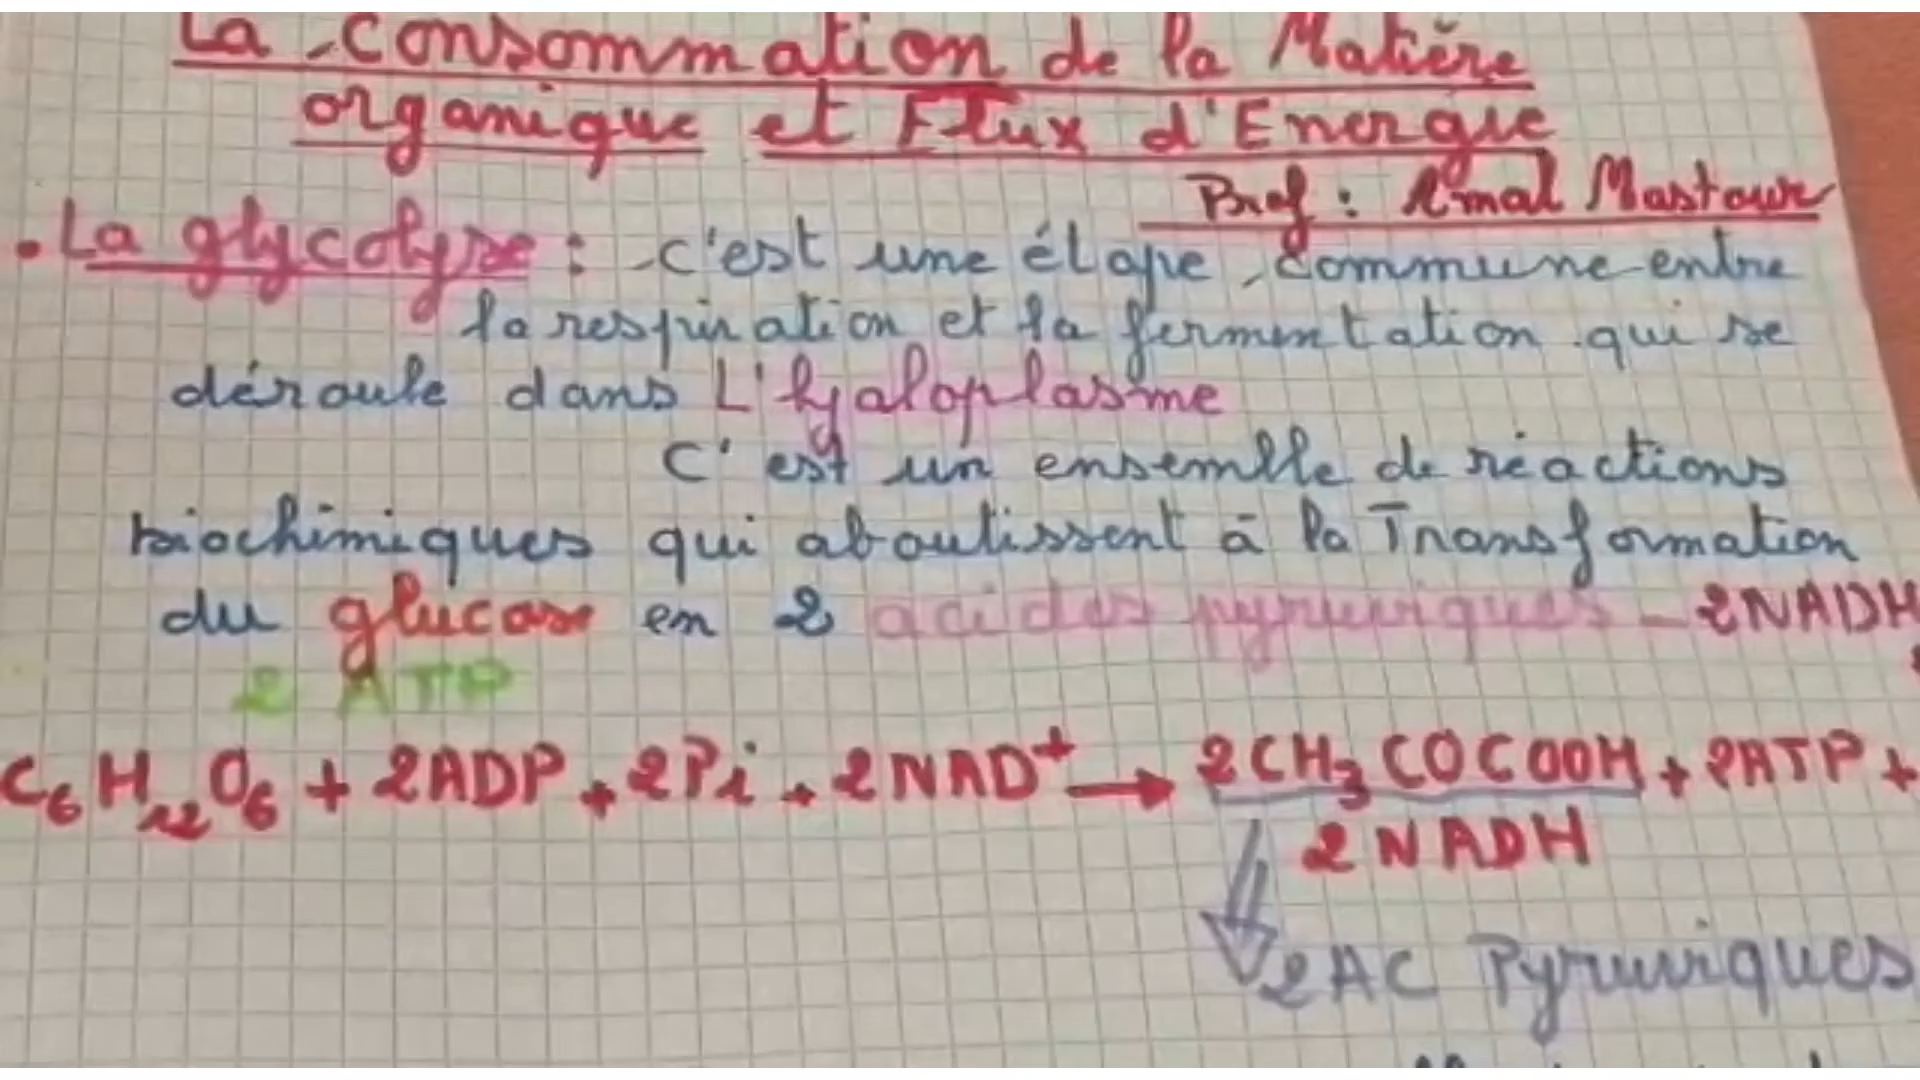 La Consommation de la Matière
organique et Flux d'Energie
Prof : Amal Mastour
• La glycolyse : c'est une étape commune entre
la respiration et la fermentation qui se
déroule dans L'hyaloplasme
C'est un ensemble de réactions
biochimiques qui aboutissent à la Transformation
du glucose en 2 acides pyruviques - 2NADH
2 ATP
C₆H₁₂O₆ + 2ADP + 2Pi + 2NAD⁺ → 2CH₃COCOOH + 2ATP +
2NADH
⇓ 2AC Pyruviques